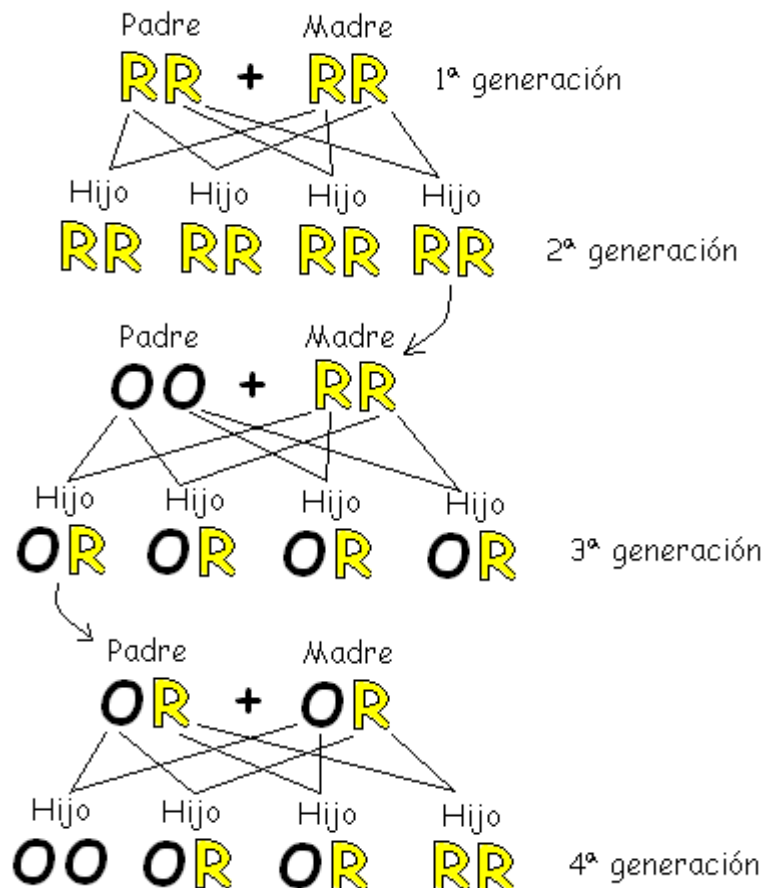 Padre Madre
RR + RR 1ª generación
Hijo Hijo Hijo Hijo
RR RR RR RR 2ª generación
Padre Madre
OO + RR
Hijo Hijo Hijo Hijo
OR OR OR OR 3ª generación
Padre Madre
OR + OR
Hijo Hijo Hijo Hijo
OO OR OR RR 4ª generación